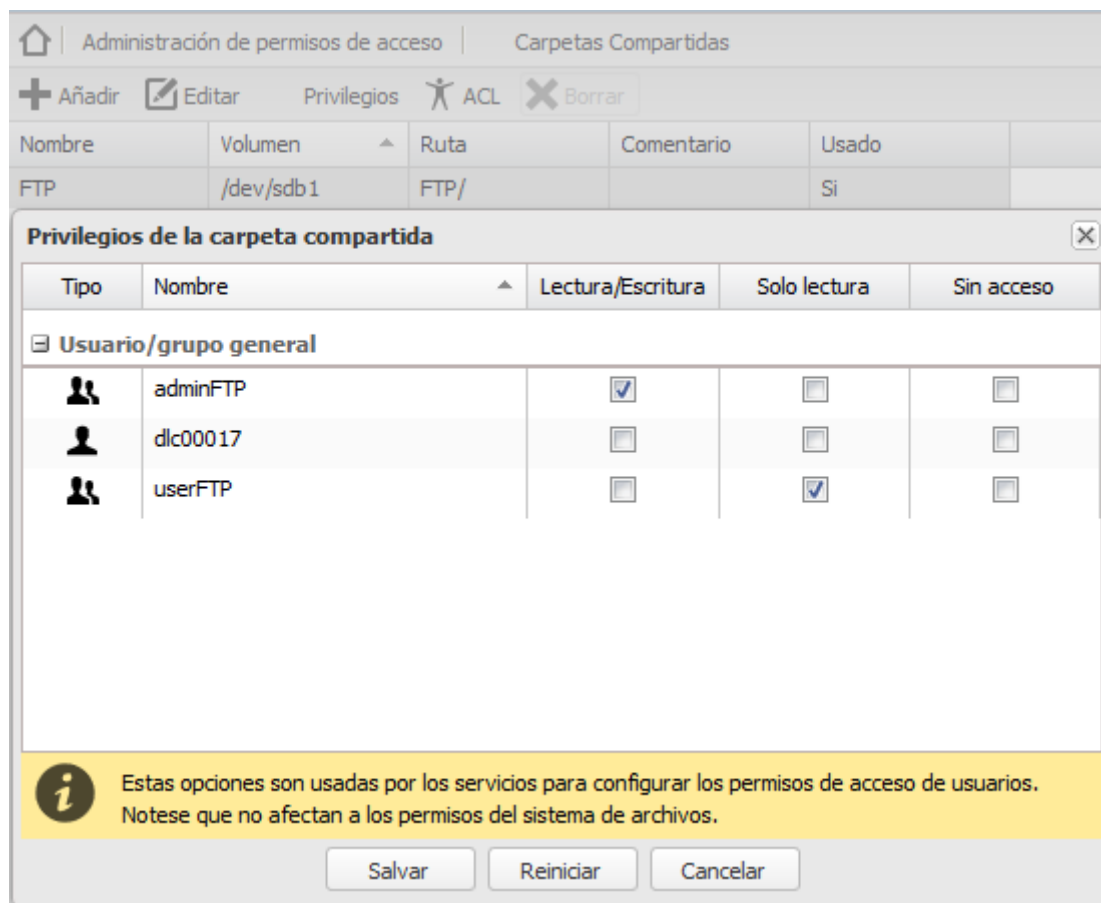 Administración de permisos de acceso Carpetas Compartidas
Añadir Editar Privilegios ACL Borrar
Nombre Volumen Ruta Comentario Usado
FTP /dev/sdb1 FTP/ Si
Privilegios de la carpeta compartida
Tipo Nombre Lectura/Escritura Solo lectura Sin acceso
Usuario/grupo general
adminFTP
dlc00017
userFTP
Estas opciones son usadas por los servicios para configurar los permisos de acceso de usuarios.
Notese que no afectan a los permisos del sistema de archivos.
Salvar Reiniciar Cancelar